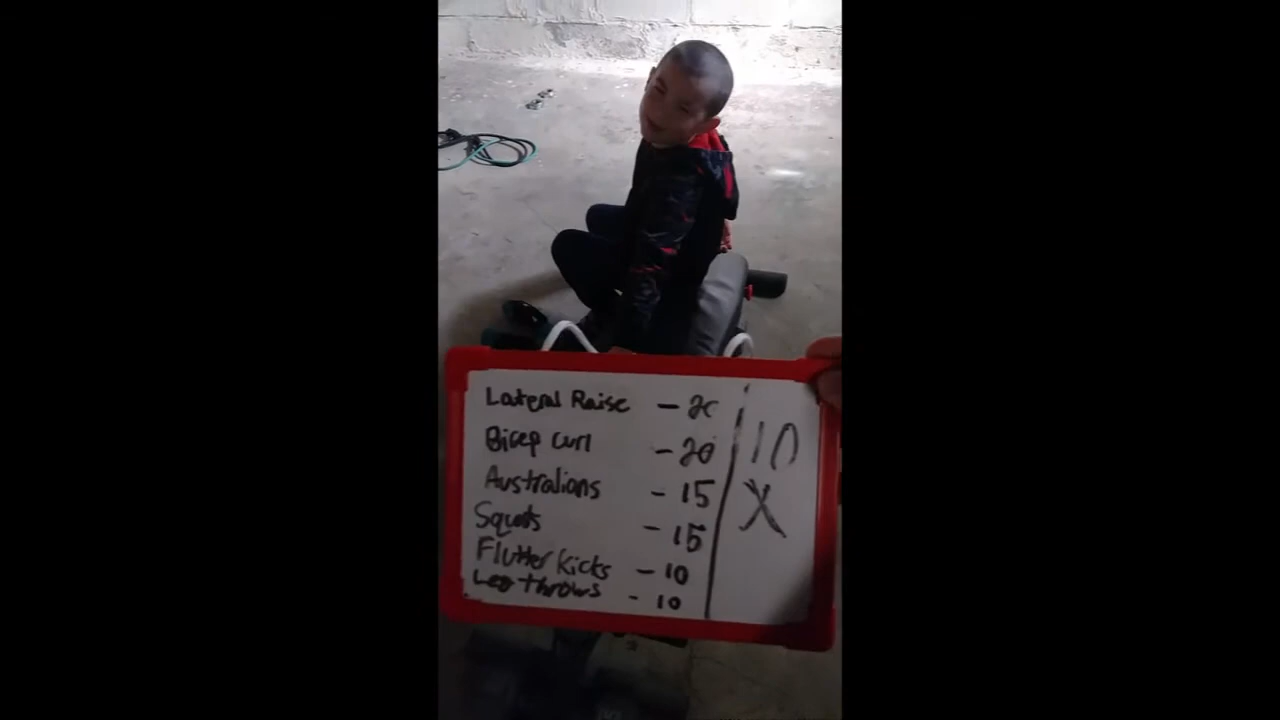 Lateral Raise - 20
Bicep curl - 20
Australians - 15
Squats - 15
Flutter kicks - 10
Leg throws - 10
10
X